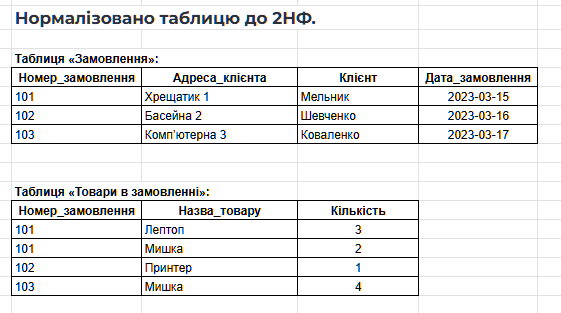 Нормалізовано таблицю до 2НФ.
Таблиця «Замовлення»:
Номер_замовлення Адреса_клієнта Клієнт Дата_замовлення
101 Хрещатик 1 Мельник 2023-03-15
102 Басейна 2 Шевченко 2023-03-16
103 Комп'ютерна 3 Коваленко 2023-03-17
Таблиця «Товари в замовленні»:
Номер_замовлення Назва_товару Кількість
101 Лептоп 3
101 Мишка 2
102 Принтер 1
103 Мишка 4